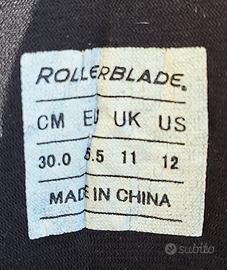 ROLLERBLADE®
CM EU UK US
30.0 5.5 11 12
MADE IN CHINA
subito